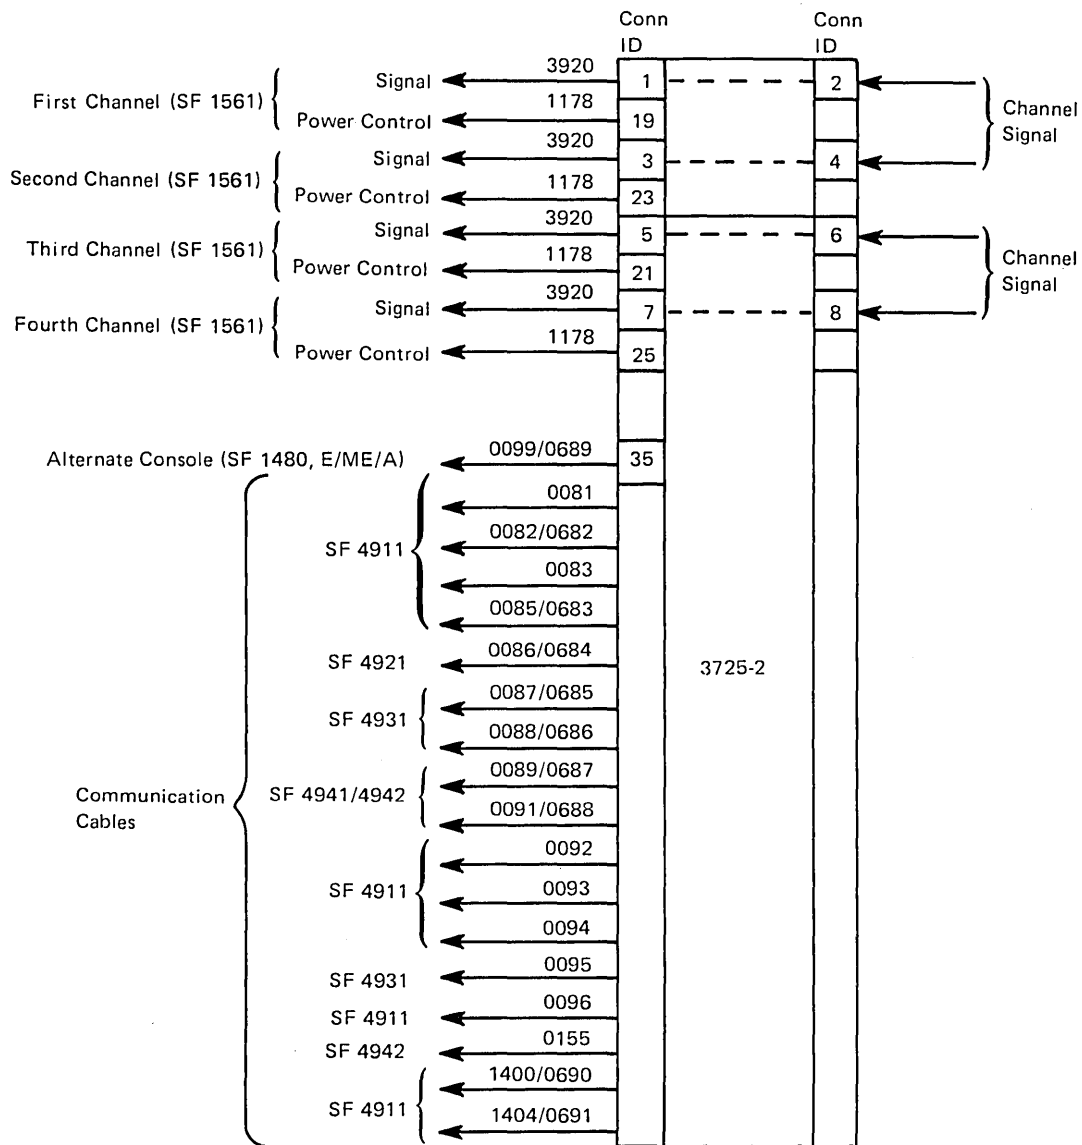 Conn
ID
Conn
ID
First Channel (SF 1561)
Signal
3920
1
2
Power Control
1178
19
Channel
Signal
Second Channel (SF 1561)
Signal
3920
3
4
Power Control
1178
23
Third Channel (SF 1561)
Signal
3920
5
6
Power Control
1178
21
Channel
Signal
Fourth Channel (SF 1561)
Signal
3920
7
8
Power Control
1178
25
Alternate Console (SF 1480, E/ME/A)
0099/0689
35
Communication
Cables
SF 4911
0081
0082/0682
0083
0085/0683
SF 4921
0086/0684
3725-2
SF 4931
0087/0685
0088/0686
SF 4941/4942
0089/0687
0091/0688
SF 4911
0092
0093
0094
SF 4931
0095
SF 4911
0096
SF 4942
0155
SF 4911
1400/0690
1404/0691